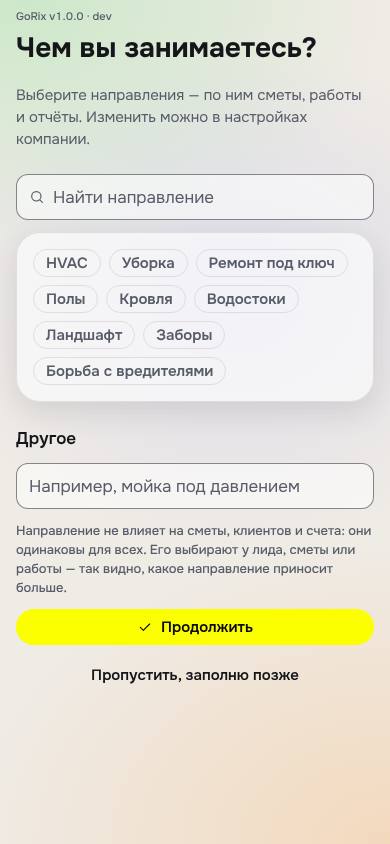 GoRix v1.0.0 · dev
Чем вы занимаетесь?
Выберите направления — по ним сметы, работы
и отчёты. Изменить можно в настройках
компании.
Найти направление
HVAC Уборка Ремонт под ключ
Полы Кровля Водостоки
Ландшафт Заборы
Борьба с вредителями
Другое
Например, мойка под давлением
Направление не влияет на сметы, клиентов и счета: они
одинаковы для всех. Его выбирают у лида, сметы или
работы — так видно, какое направление приносит
больше.
Продолжить
Пропустить, заполню позже